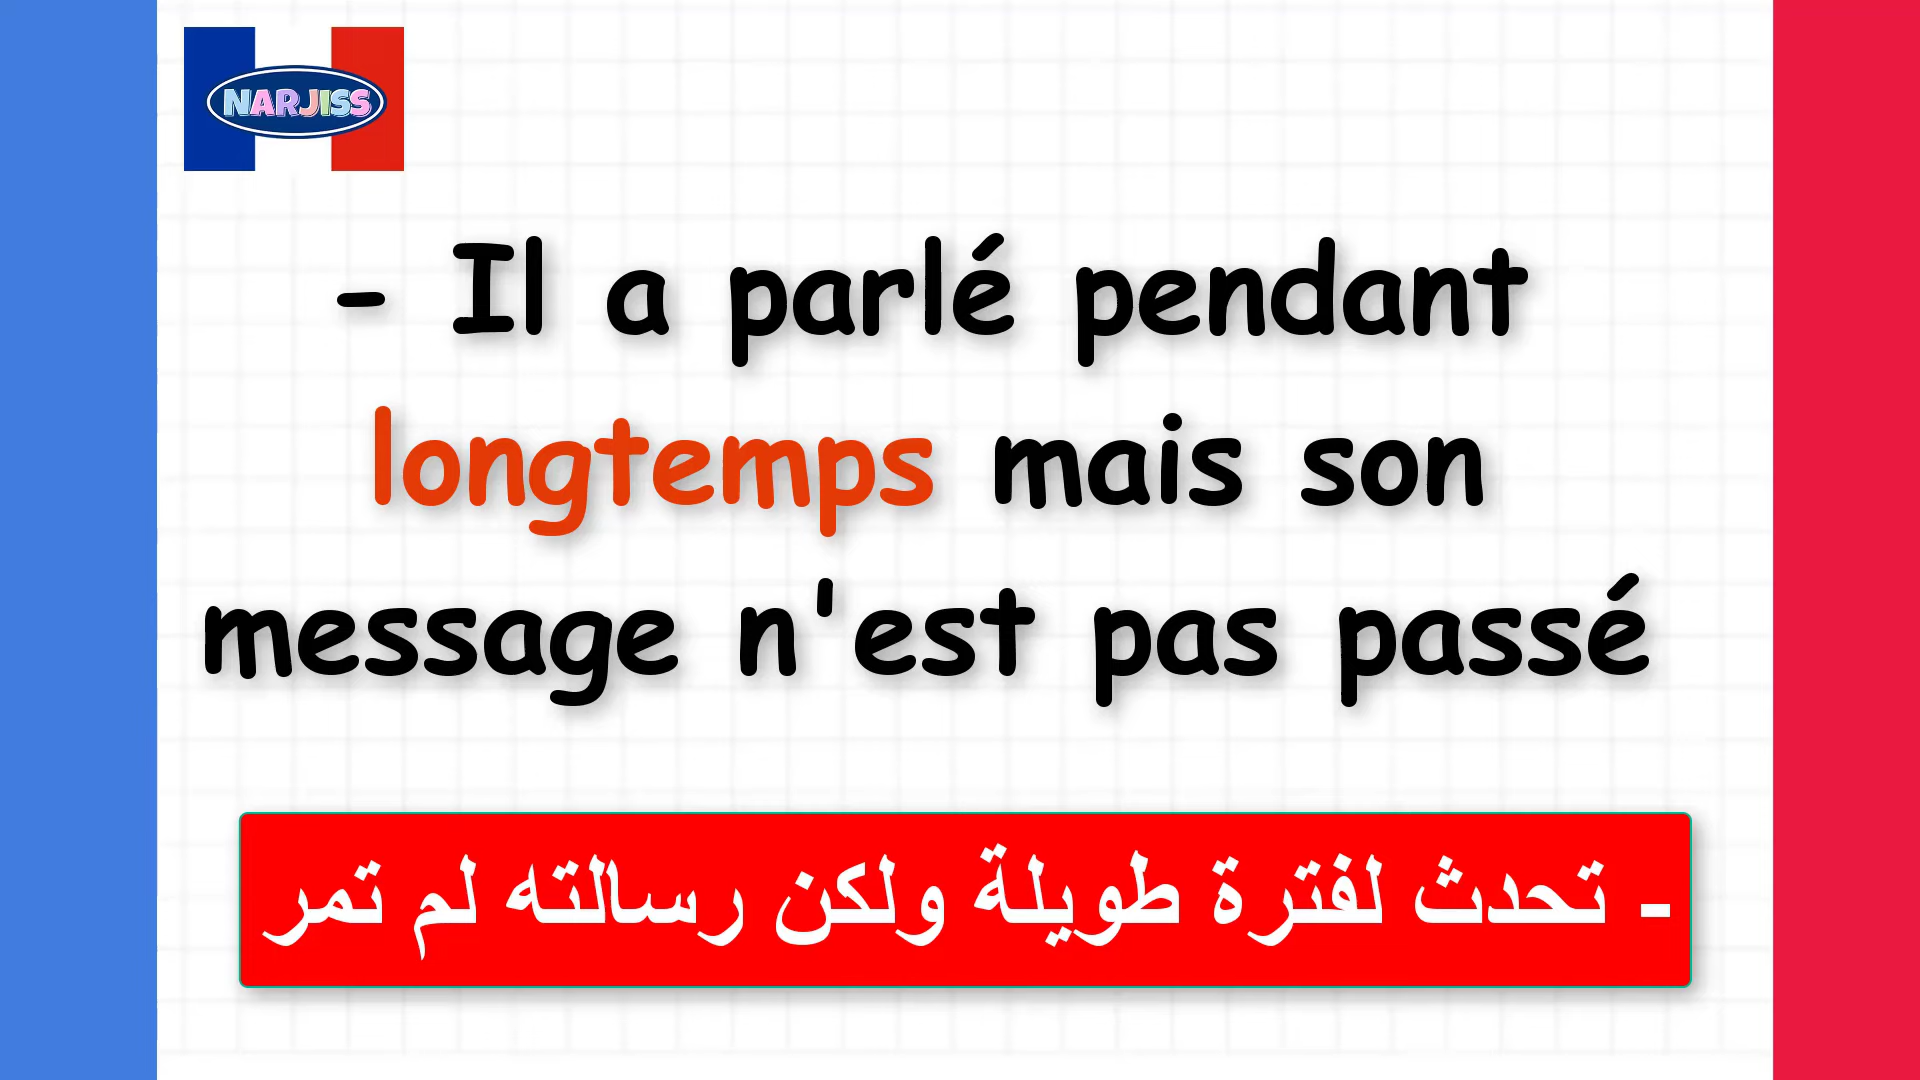 NARJISS
- Il a parlé pendant
longtemps mais son
message n'est pas passé
- تحدث لفترة طويلة ولكن رسالته لم تمر